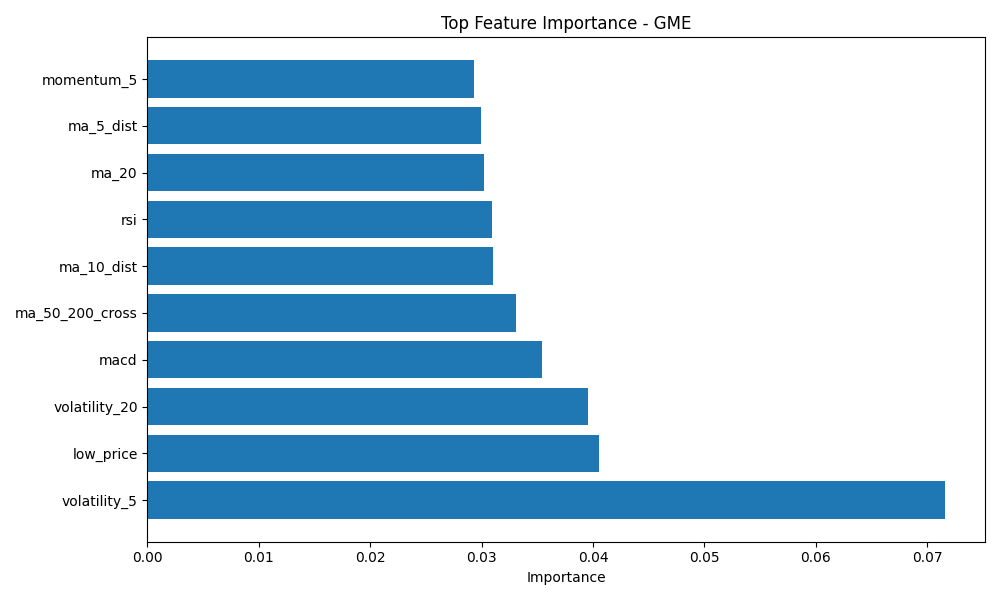 Top Feature Importance - GME
momentum_5
ma_5_dist
ma_20
rsi
ma_10_dist
ma_50_200_cross
macd
volatility_20
low_price
volatility_5
0.00 0.01 0.02 0.03 0.04 0.05 0.06 0.07
Importance